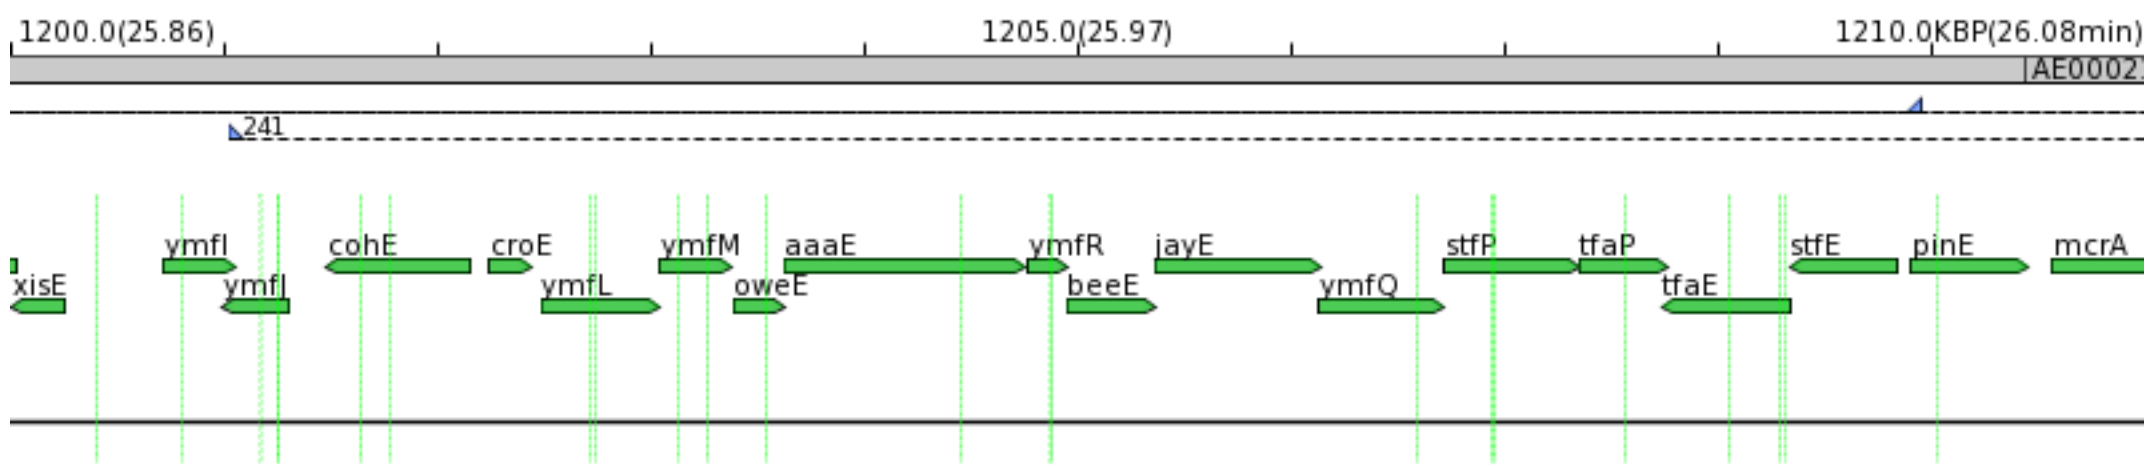 1200.0(25.86) 1205.0(25.97) 1210.0KBP(26.08min)
AE0002
241
ymfI cohE croE ymfM aaaE ymfR jayE stfP tfaP stfE pinE mcrA
xisE ymfJ ymfL oweE beeE ymfQ tfaE